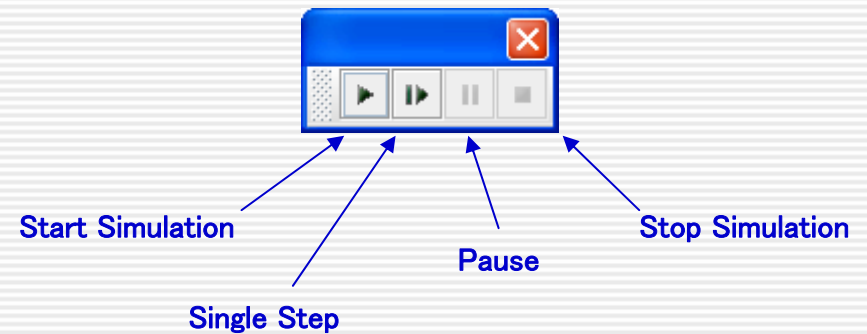 Start Simulation
Stop Simulation
Pause
Single Step